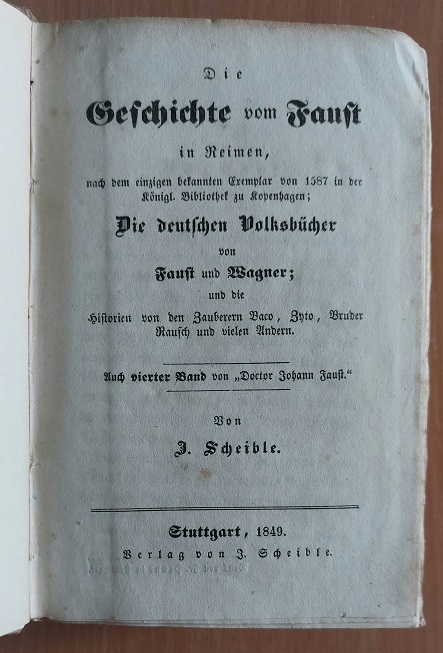 Die
Geſchichte vom Fauſt
in Reimen,
nach dem einzigen bekannten Exemplar von 1587 in der
Königl. Bibliothek zu Kopenhagen;
Die deutſchen Volksbücher
von
Fauſt und Wagner;
und die
Hiſtorien von den Zauberern Baco, Zyto, Bruder
Rauſch und vielen Andern.
Auch vierter Band von „Doctor Johann Fauſt.“
Von
J. Scheible.
Stuttgart, 1849.
Verlag von J. Scheible.